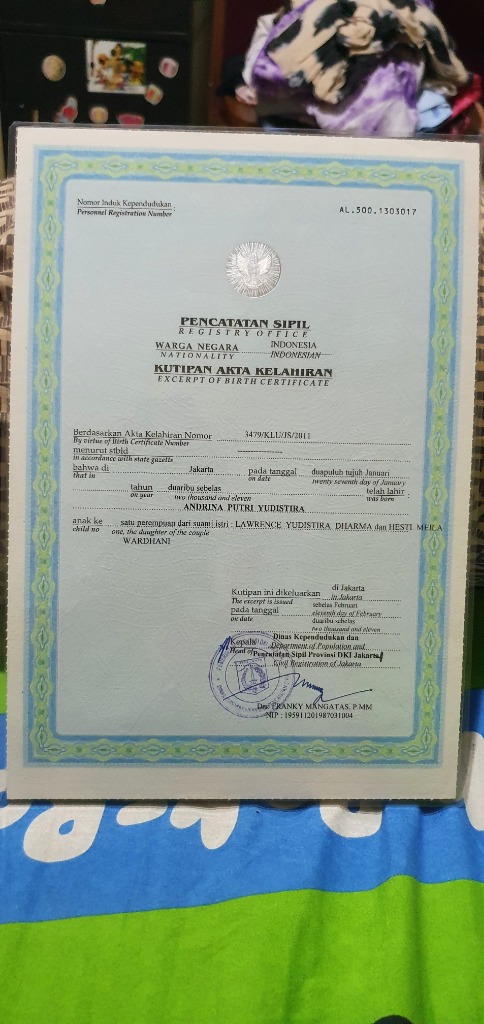 Nomor Induk Kependudukan :
Personnel Registration Number
AL.500.1303017
PENCATATAN SIPIL
REGISTRY OFFICE
WARGA NEGARA INDONESIA
NATIONALITY INDONESIAN
KUTIPAN AKTA KELAHIRAN
EXCERPT OF BIRTH CERTIFICATE
Berdasarkan Akta Kelahiran Nomor 3479/KLU/JS/2011
By virtue of Birth Certificate Number
menurut stbld ---------------
in accordance with state gazetts
bahwa di Jakarta pada tanggal duapuluh tujuh Januari
that in on date twenty seventh day of January
tahun duaribu sebelas telah lahir :
on year two thousand and eleven was born
ANDRINA PUTRI YUDISTIRA
anak ke satu perempuan dari suami istri : LAWRENCE YUDISTIRA DHARMA dan HESTI MEILA
child no one, the daughter of the couple
WARDHANI
Kutipan ini dikeluarkan di Jakarta
The excerpt is issued in Jakarta
pada tanggal sebelas Februari
on date eleventh day of February
duaribu sebelas
two thousand and eleven
Kepala Dinas Kependudukan dan
Head of Department of Population and
Pencatatan Sipil Provinsi DKI Jakarta
Civil Registration of Jakarta
FRANKY MANGATAS, P.MM
NIP : 195911201987031004